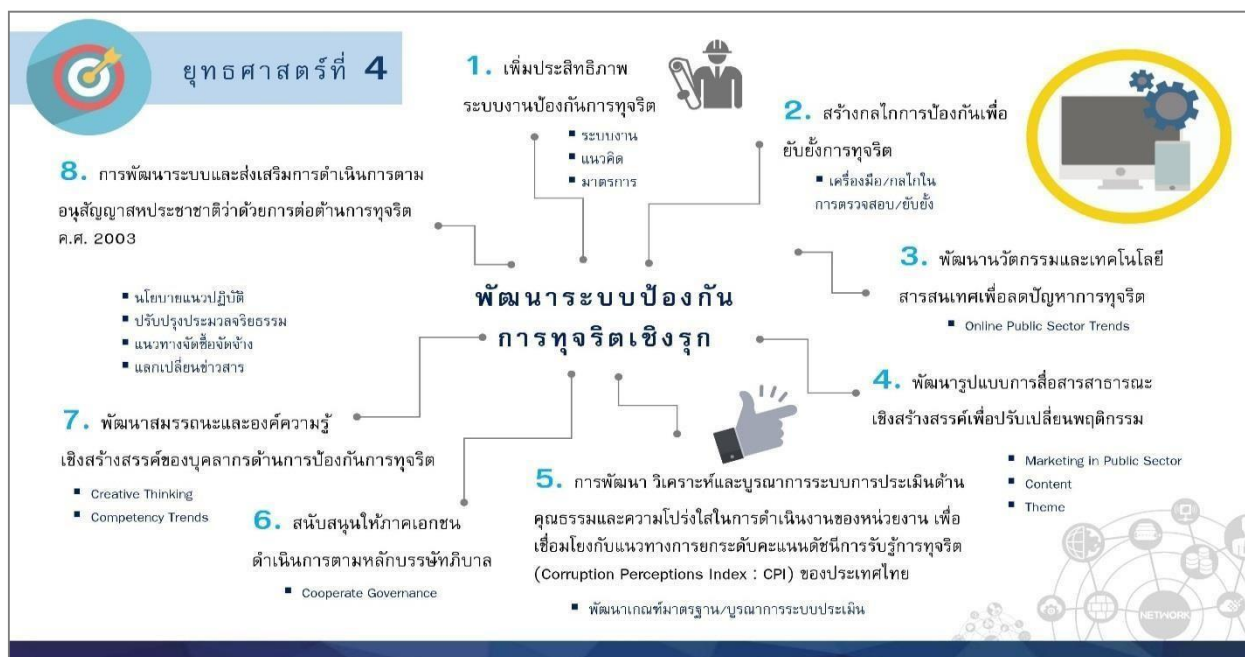 ยุทธศาสตร์ที่ 4
1. เพิ่มประสิทธิภาพ
ระบบงานป้องกันการทุจริต
▪ ระบบงาน
▪ แนวคิด
▪ มาตรการ
2. สร้างกลไกการป้องกันเพื่อ
ยับยั้งการทุจริต
▪ เครื่องมือ/กลไกใน
การตรวจสอบ/ยับยั้ง
3. พัฒนานวัตกรรมและเทคโนโลยี
สารสนเทศเพื่อลดปัญหาการทุจริต
▪ Online Public Sector Trends
พัฒนาระบบป้องกัน
การทุจริตเชิงรุก
4. พัฒนารูปแบบการสื่อสารสาธารณะ
เชิงสร้างสรรค์เพื่อปรับเปลี่ยนพฤติกรรม
▪ Marketing in Public Sector
▪ Content
▪ Theme
5. การพัฒนา วิเคราะห์และบูรณาการระบบการประเมินด้าน
คุณธรรมและความโปร่งใสในการดำเนินงานของหน่วยงาน เพื่อ
เชื่อมโยงกับแนวทางการยกระดับคะแนนดัชนีการรับรู้การทุจริต
(Corruption Perceptions Index : CPI) ของประเทศไทย
▪ พัฒนาเกณฑ์มาตรฐาน/บูรณาการระบบประเมิน
6. สนับสนุนให้ภาคเอกชน
ดำเนินการตามหลักบรรษัทภิบาล
▪ Cooperate Governance
7. พัฒนาสมรรถนะและองค์ความรู้
เชิงสร้างสรรค์ของบุคลากรด้านการป้องกันการทุจริต
▪ Creative Thinking
▪ Competency Trends
8. การพัฒนาระบบและส่งเสริมการดำเนินการตาม
อนุสัญญาสหประชาชาติว่าด้วยการต่อต้านการทุจริต
ค.ศ. 2003
▪ นโยบายแนวปฏิบัติ
▪ ปรับปรุงประมวลจริยธรรม
▪ แนวทางจัดซื้อจัดจ้าง
▪ แลกเปลี่ยนข่าวสาร
NETWORK